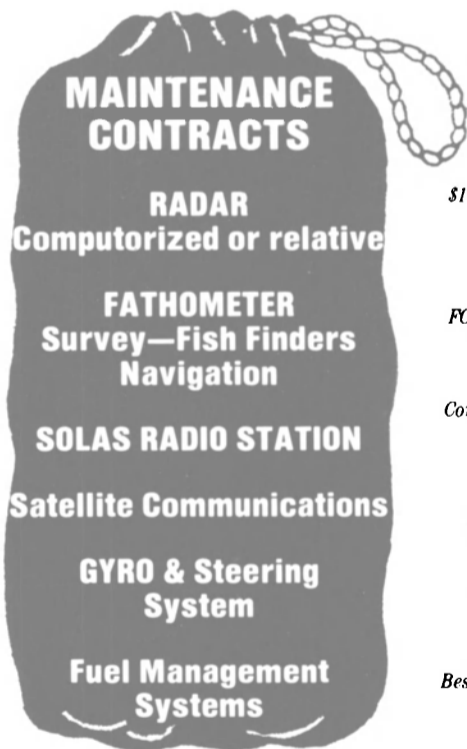 MAINTENANCE
CONTRACTS
RADAR
Computorized or relative
FATHOMETER
Survey—Fish Finders
Navigation
SOLAS RADIO STATION
Satellite Communications
GYRO & Steering
System
Fuel Management
Systems
$1